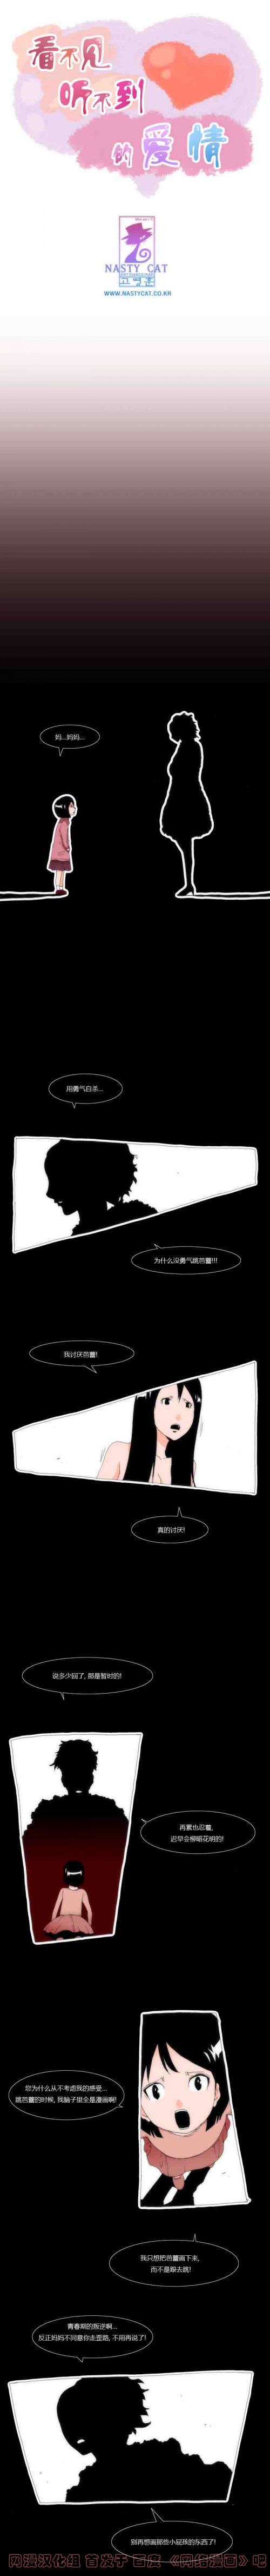 看不见
听不到
的爱情
NASTY CAT
WWW.NASTYCAT.CO.KR
妈...妈妈...
用勇气自杀...
为什么没勇气跳芭蕾!!!
我讨厌芭蕾!
真的讨厌!
说多少回了, 那是暂时的!
再累也忍着,
迟早会柳暗花明的!
您为什么从不考虑我的感受...
跳芭蕾的时候, 我脑子里全是漫画啊!
我只想把芭蕾画下来,
而不是跟去跳!
青春期的叛逆啊...
反正妈妈不同意你走歪路, 不用再说了!
别再想画那些小屁孩的东西了!
网漫汉化组 首发于 百度 《网络漫画》吧